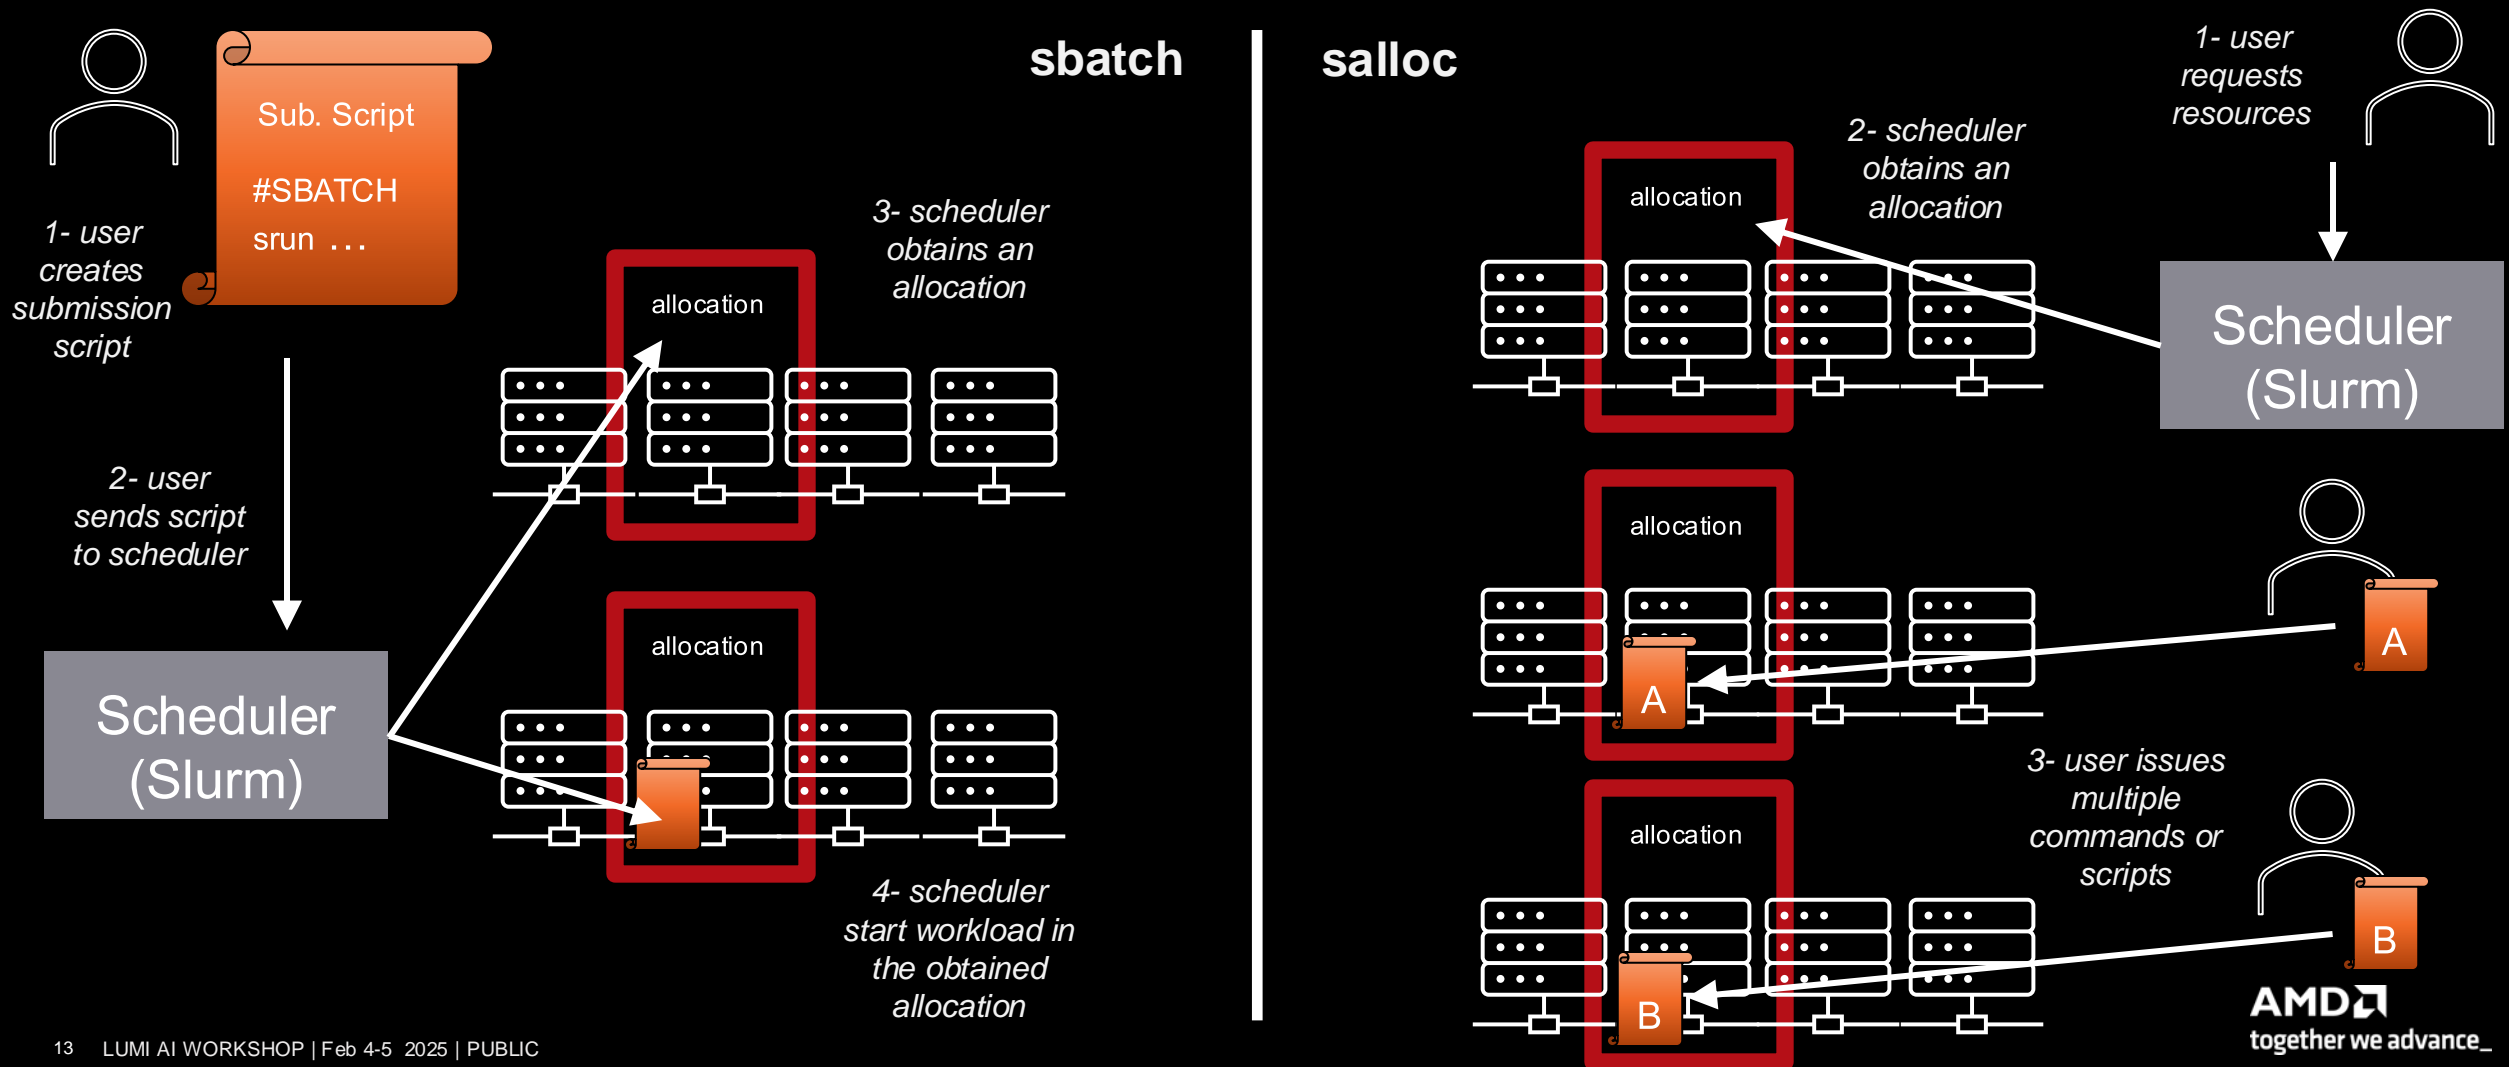 sbatch
Sub. Script
#SBATCH
srun ...
1- user
creates
submission
script
2- user
sends script
to scheduler
Scheduler
(Slurm)
3- scheduler
obtains an
allocation
allocation
allocation
4- scheduler
start workload in
the obtained
allocation
salloc
1- user
requests
resources
2- scheduler
obtains an
allocation
allocation
Scheduler
(Slurm)
allocation
A
A
3- user issues
multiple
commands or
scripts
allocation
B
B
13 LUMI AI WORKSHOP | Feb 4-5 2025 | PUBLIC
AMD
together we advance_